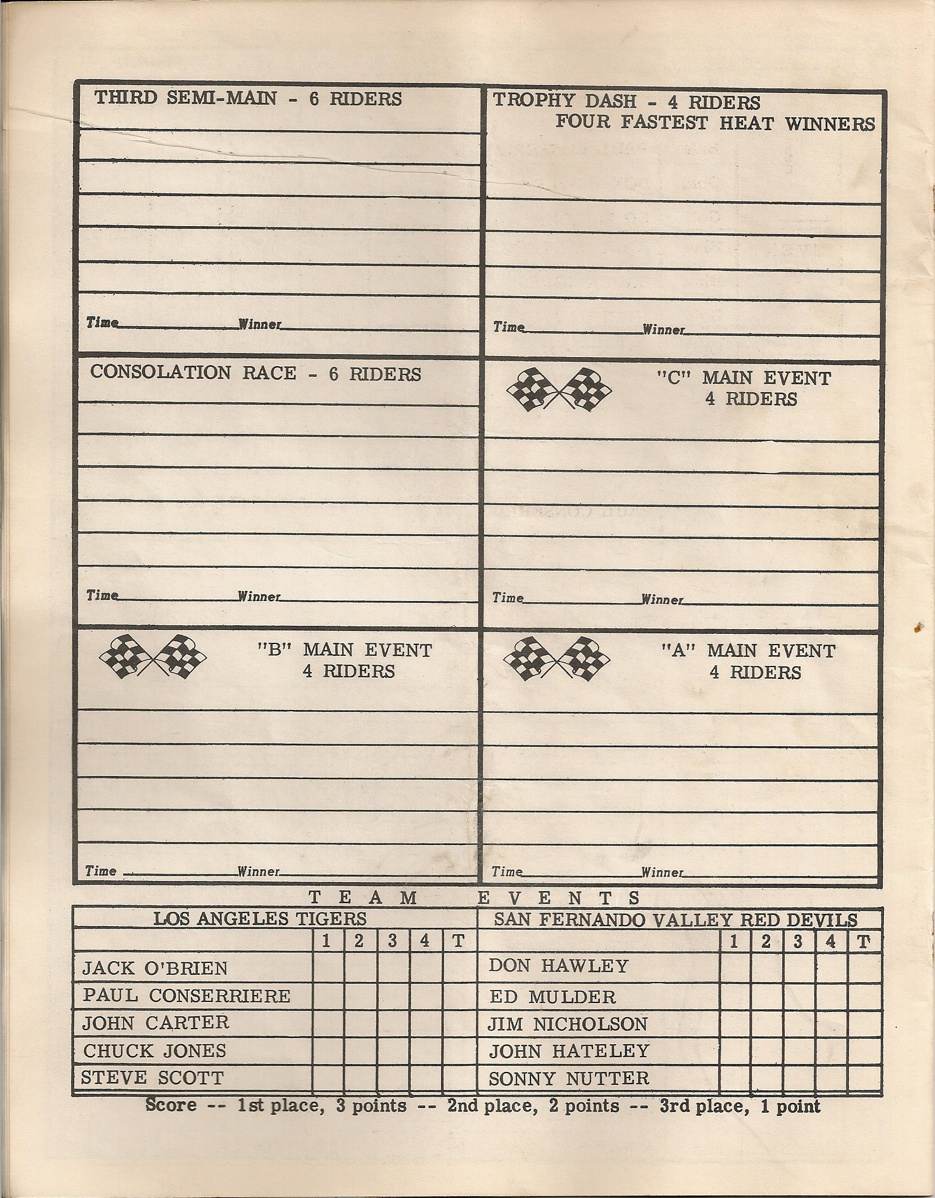 THIRD SEMI-MAIN - 6 RIDERS
Time Winner
TROPHY DASH - 4 RIDERS
FOUR FASTEST HEAT WINNERS
Time Winner
CONSOLATION RACE - 6 RIDERS
Time Winner
"C" MAIN EVENT
4 RIDERS
Time Winner
"B" MAIN EVENT
4 RIDERS
Time Winner
"A" MAIN EVENT
4 RIDERS
Time Winner
TEAM EVENTS
LOS ANGELES TIGERS SAN FERNANDO VALLEY RED DEVILS
1 2 3 4 T 1 2 3 4 T
JACK O'BRIEN DON HAWLEY
PAUL CONSERRIERE ED MULDER
JOHN CARTER JIM NICHOLSON
CHUCK JONES JOHN HATELEY
STEVE SCOTT SONNY NUTTER
Score -- 1st place, 3 points -- 2nd place, 2 points -- 3rd place, 1 point